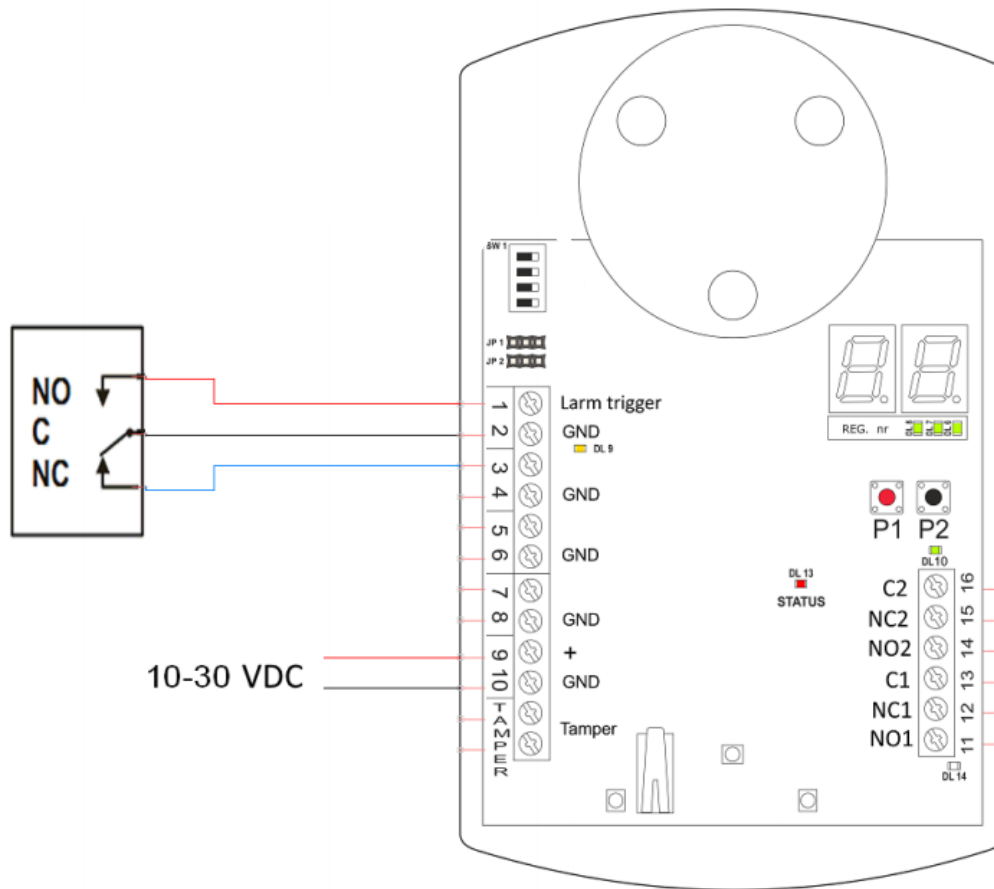 SW 1
JP 1
JP 2
NO
C
NC
1
Larm trigger
2
GND
DL 9
3
4
GND
5
6
GND
7
8
GND
9
+
10
GND
10-30 VDC
TAMPER
Tamper
REG. nr
DL 7
P1
P2
DL10
DL 13
STATUS
C2
16
NC2
15
NO2
14
C1
13
NC1
12
NO1
11
DL 14